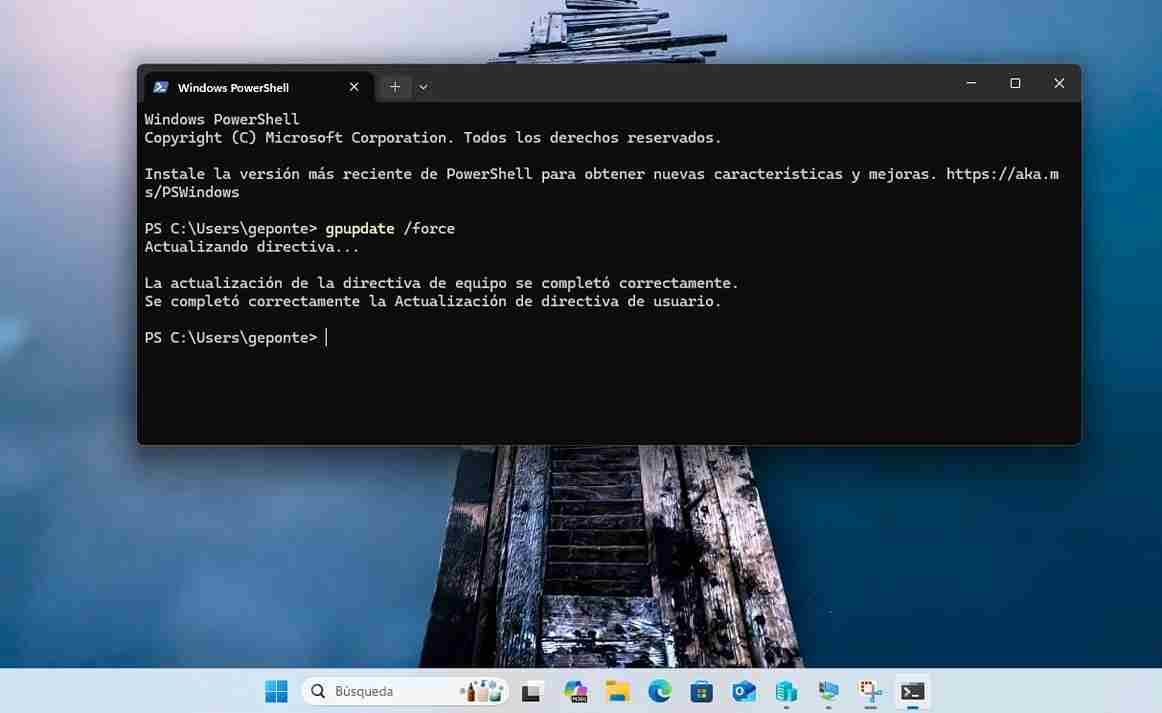 Windows PowerShell
Windows PowerShell
Copyright (C) Microsoft Corporation. Todos los derechos reservados.
Instale la versión más reciente de PowerShell para obtener nuevas características y mejoras. https://aka.m
s/PSWindows
PS C:\Users\geponte> gpupdate /force
Actualizando directiva...
La actualización de la directiva de equipo se completó correctamente.
Se completó correctamente la Actualización de directiva de usuario.
PS C:\Users\geponte>
Búsqueda